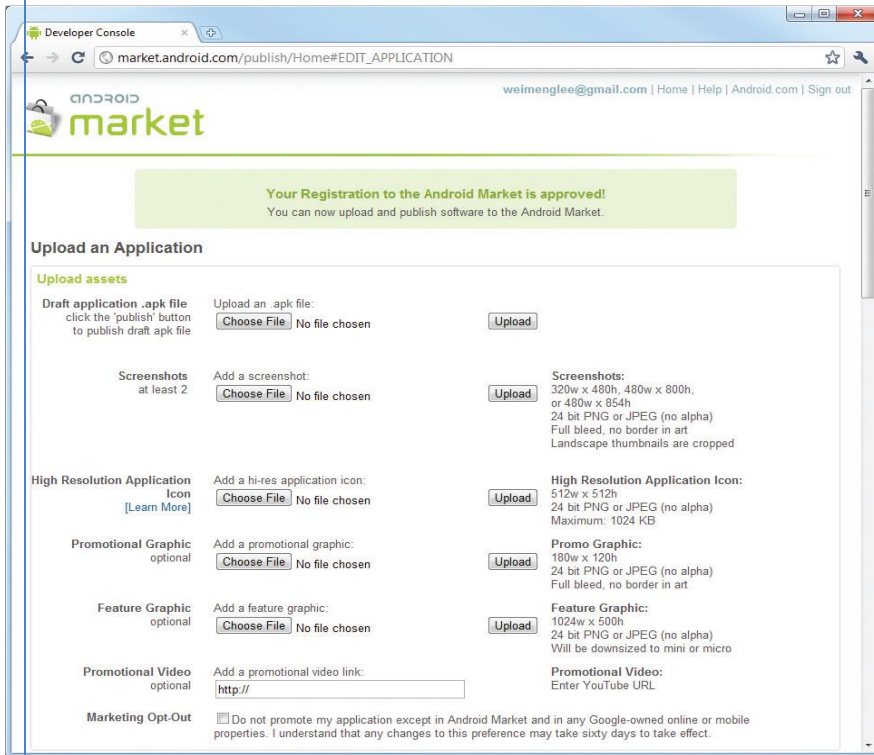 Developer Console
market.android.com/publish/Home#EDIT_APPLICATION
weimenglee@gmail.com | Home | Help | Android.com | Sign out
ANDROID
market
Your Registration to the Android Market is approved!
You can now upload and publish software to the Android Market.
Upload an Application
Upload assets
Draft application .apk file
click the 'publish' button
to publish draft apk file
Upload an .apk file:
Choose File No file chosen
Upload
Screenshots
at least 2
Add a screenshot:
Choose File No file chosen
Upload
Screenshots:
320w x 480h, 480w x 800h,
or 480w x 854h
24 bit PNG or JPEG (no alpha)
Full bleed, no border in art
Landscape thumbnails are cropped
High Resolution Application
Icon
[Learn More]
Add a hi-res application icon:
Choose File No file chosen
Upload
High Resolution Application Icon:
512w x 512h
24 bit PNG or JPEG (no alpha)
Maximum: 1024 KB
Promotional Graphic
optional
Add a promotional graphic:
Choose File No file chosen
Upload
Promo Graphic:
180w x 120h
24 bit PNG or JPEG (no alpha)
Full bleed, no border in art
Feature Graphic
optional
Add a feature graphic:
Choose File No file chosen
Upload
Feature Graphic:
1024w x 500h
24 bit PNG or JPEG (no alpha)
Will be downsized to mini or micro
Promotional Video
optional
Add a promotional video link:
http://
Promotional Video:
Enter YouTube URL
Marketing Opt-Out
Do not promote my application except in Android Market and in any Google-owned online or mobile
properties. I understand that any changes to this preference may take sixty days to take effect.